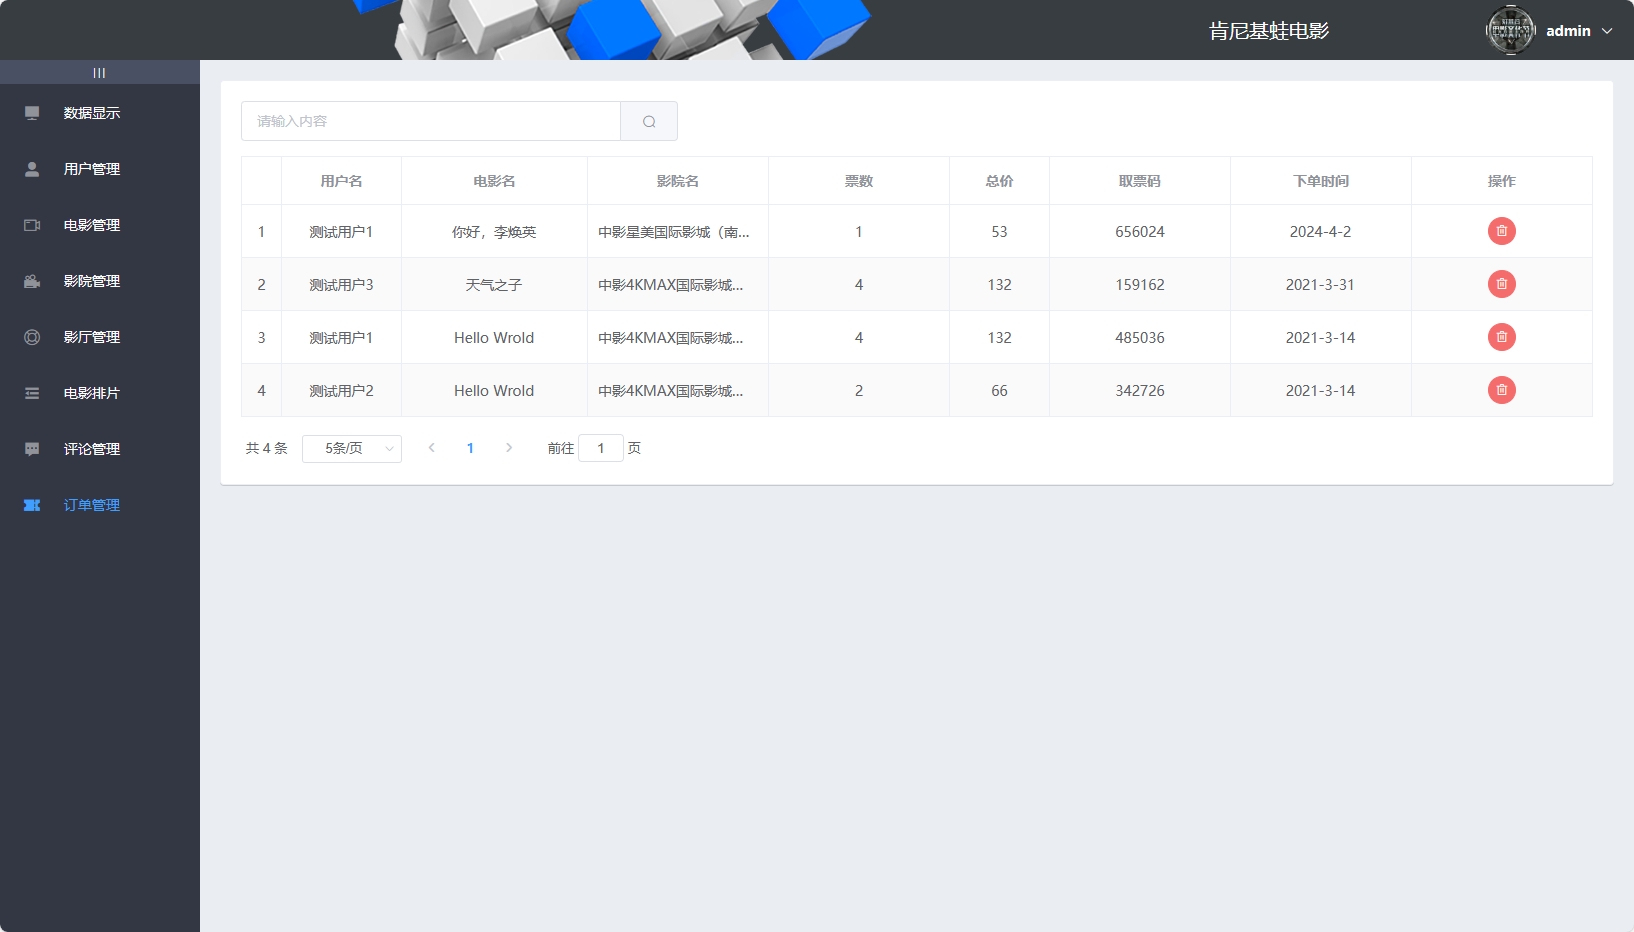 肯尼基蛙电影
admin
数据显示
用户管理
电影管理
影院管理
影厅管理
电影排片
评论管理
订单管理
请输入内容
用户名 电影名 影院名 票数 总价 取票码 下单时间 操作
1 测试用户1 你好，李焕英 中影星美国际影城（南... 1 53 656024 2024-4-2
2 测试用户3 天气之子 中影4KMAX国际影城... 4 132 159162 2021-3-31
3 测试用户1 Hello Wrold 中影4KMAX国际影城... 4 132 485036 2021-3-14
4 测试用户2 Hello Wrold 中影4KMAX国际影城... 2 66 342726 2021-3-14
共 4 条 5条/页 1 前往 1 页